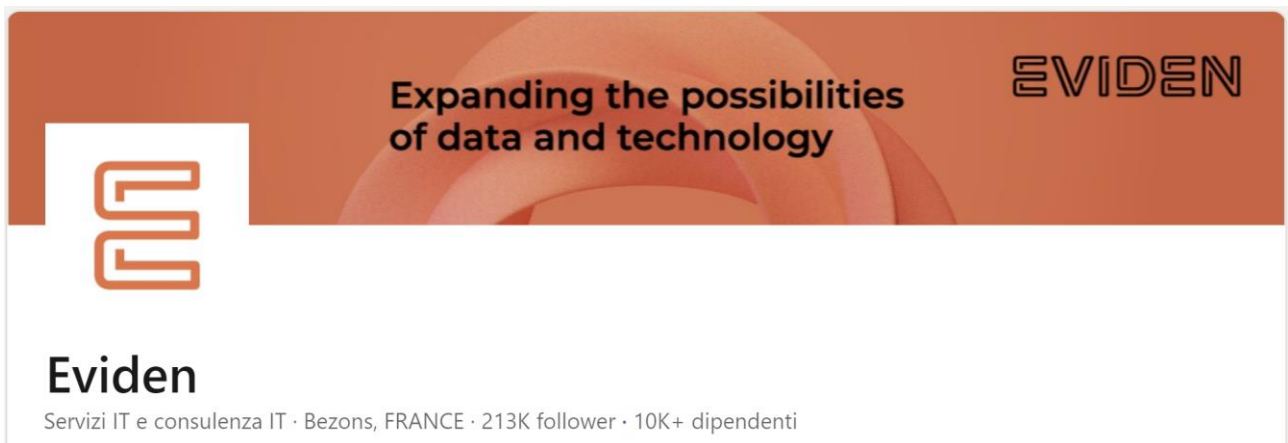 Expanding the possibilities
of data and technology
EVIDEN
Eviden
Servizi IT e consulenza IT · Bezons, FRANCE · 213K follower · 10K+ dipendenti